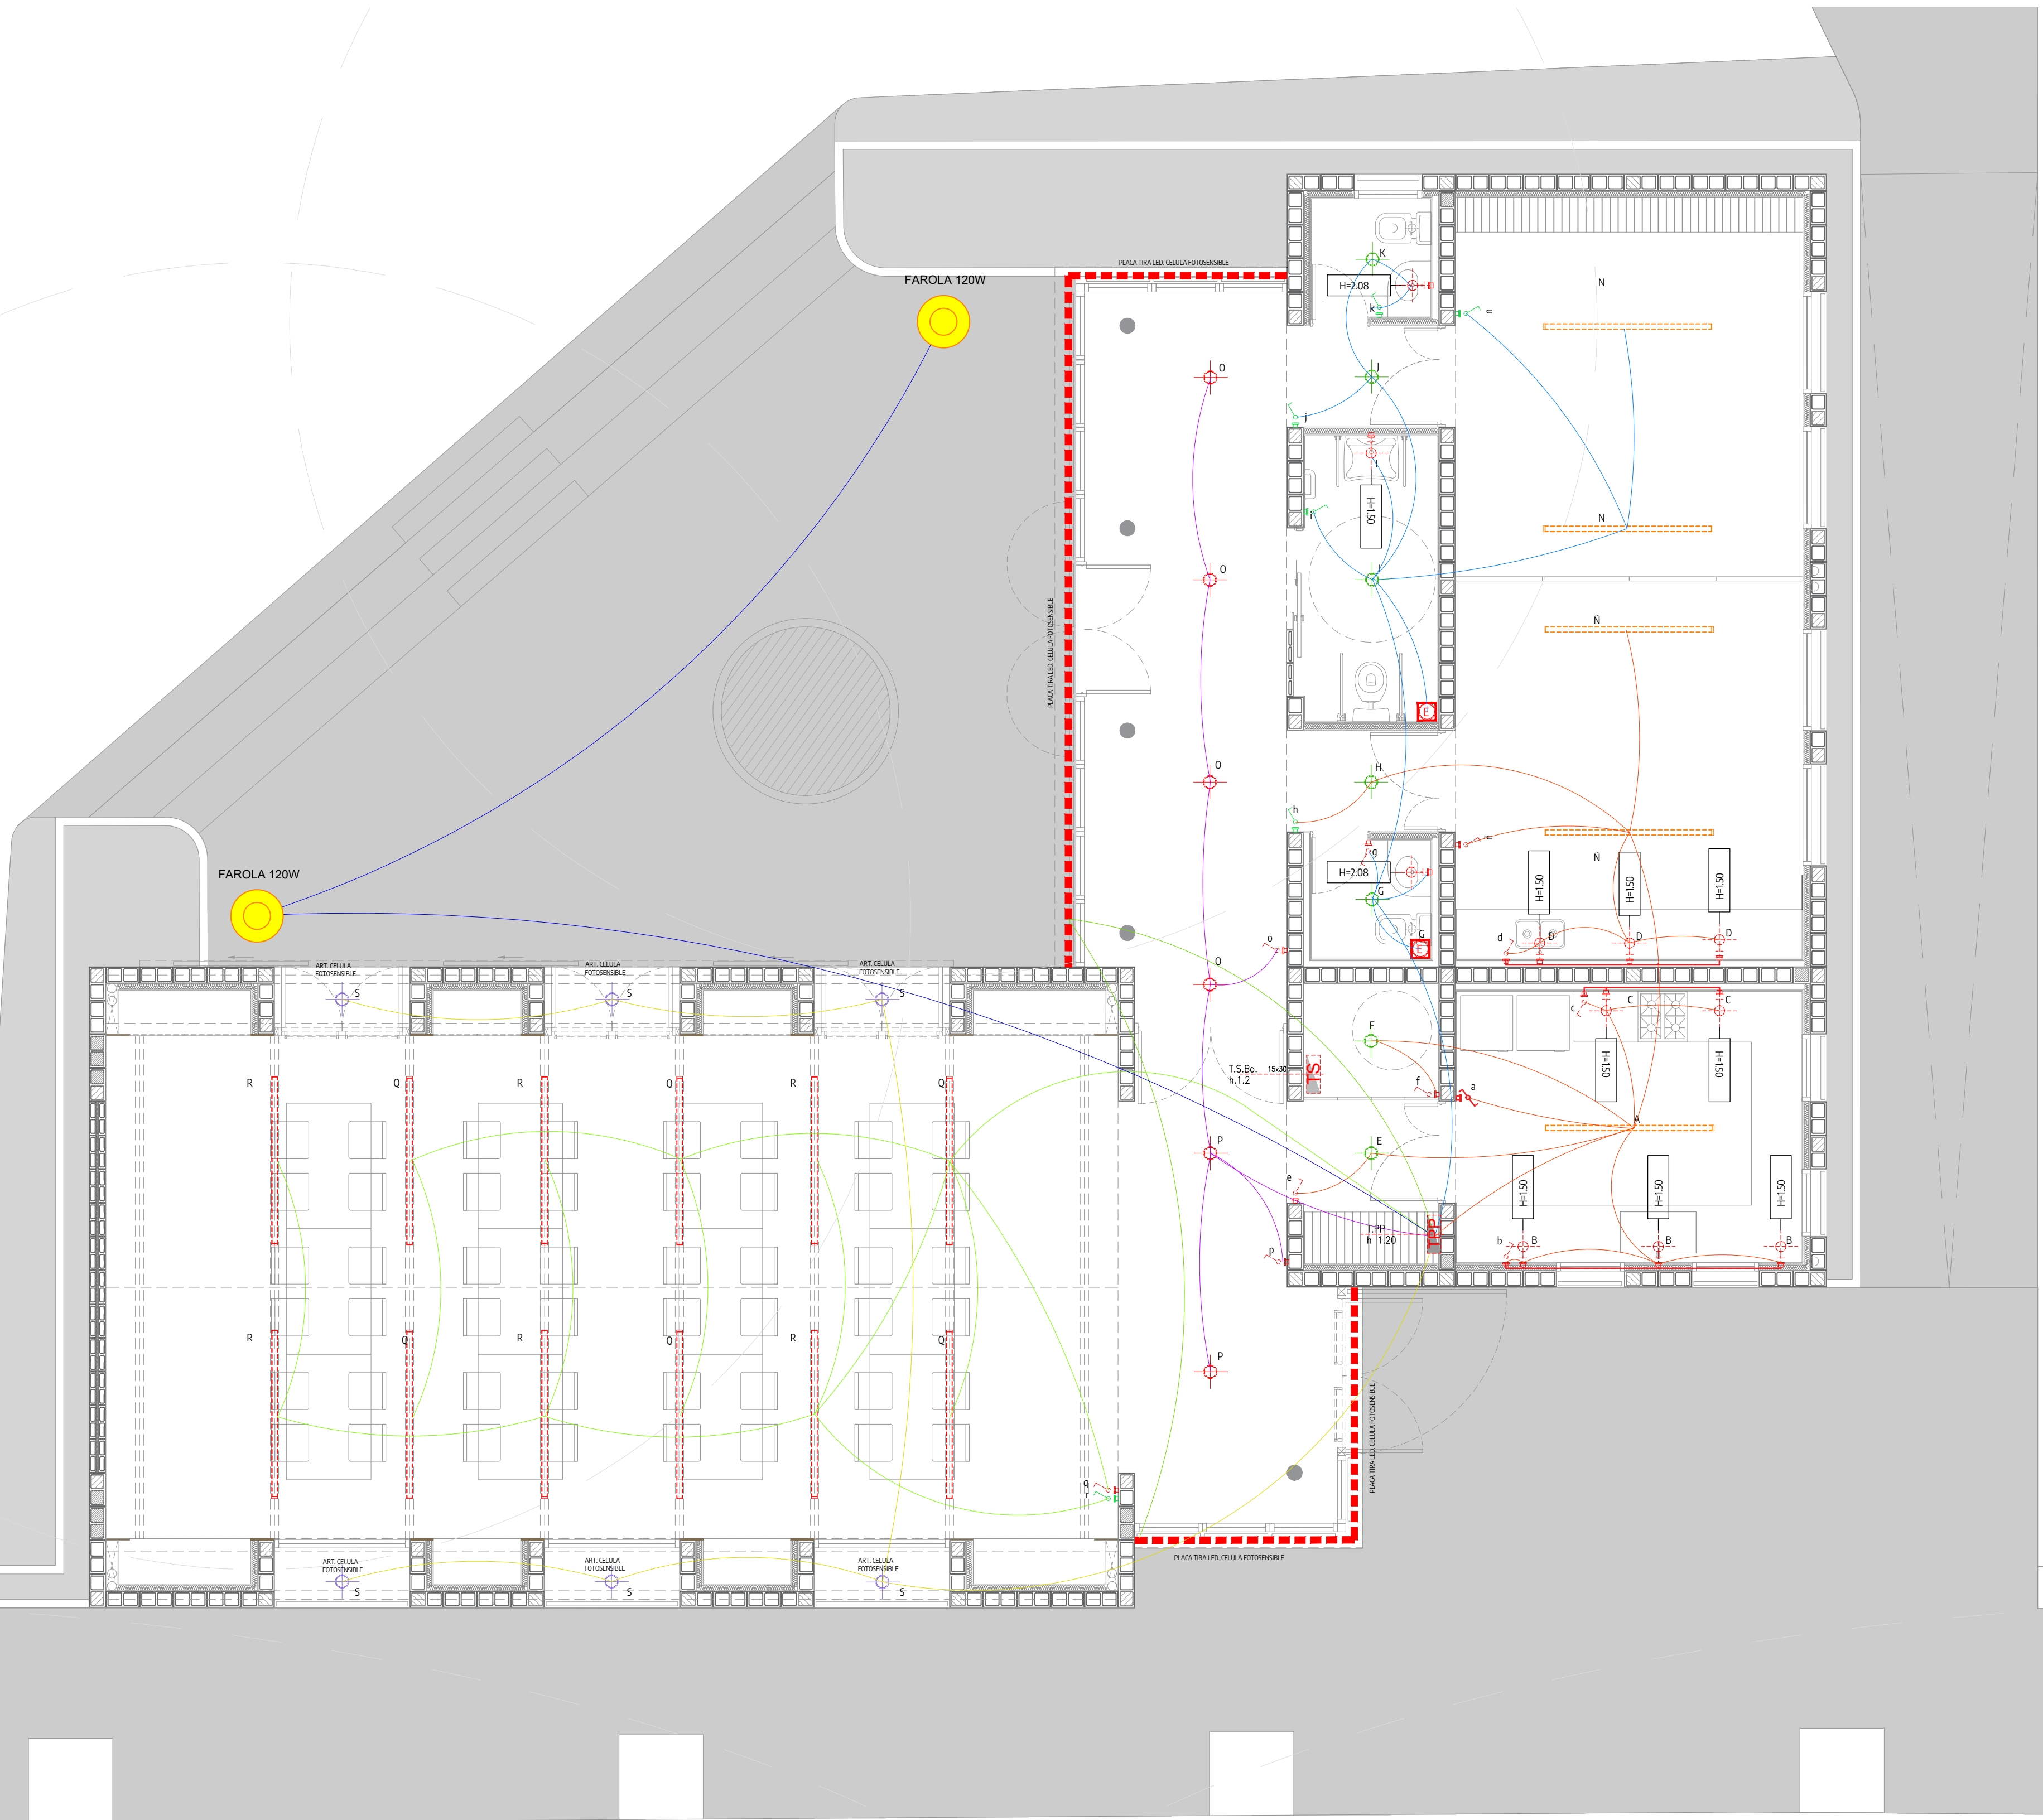 PLACA TIRA LED. CELULA FOTOSENSIBLE
K
FAROLA 120W
H=2.08
N
k
n
J
O
j
I
H=1.50
i
N
O
I
PLACA TIRA LED. CELULA FOTOSENSIBLE
Ñ
E
O
H
h
n
g
H=2.08
Ñ
H=1.50
H=1.50
H=1.50
FAROLA 120W
G
G
E
o
d
D
D
D
O
ART. CELULA
FOTOSENSIBLE
ART. CELULA
FOTOSENSIBLE
ART. CELULA
FOTOSENSIBLE
S
S
S
c
C
C
F
H=1.50
H=1.50
T.S.Bo. 15x30
h.1.2
TS
f
a
R
Q
R
Q
R
Q
A
P
E
e
H=1.50
H=1.50
H=1.50
T.PP
h 1.20
TPP
p
b
B
B
B
R
Q
R
Q
R
Q
P
PLACA TIRA LED. CELULA FOTOSENSIBLE
q
r
PLACA TIRA LED. CELULA FOTOSENSIBLE
ART. CELULA
FOTOSENSIBLE
ART. CELULA
FOTOSENSIBLE
ART. CELULA
FOTOSENSIBLE
S
S
S